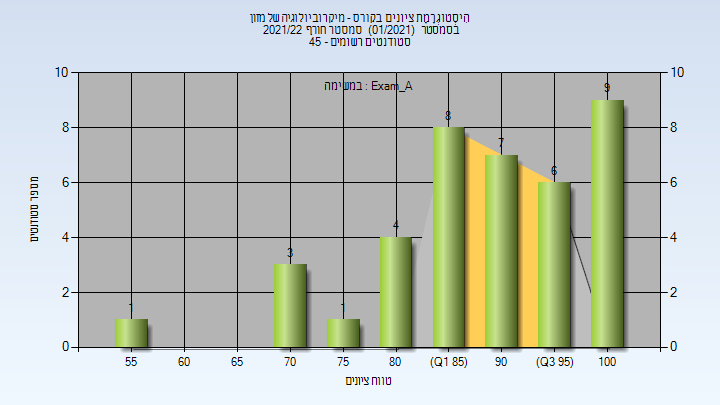 היסטוגרמת ציונים בקורס - מיקרוביולוגיה של מזון
בסמסטר (01/2021) סמסטר חורף 2021/22
סטודנטים רשומים - 45
במשימה : Exam_A
10 10
8 8
6 6
4 4
2 2
0 0
1 3 1 4 8 7 6 9
55 60 65 70 75 80 (Q1 85) 90 (Q3 95) 100
מספר סטודנטים
טווח ציונים